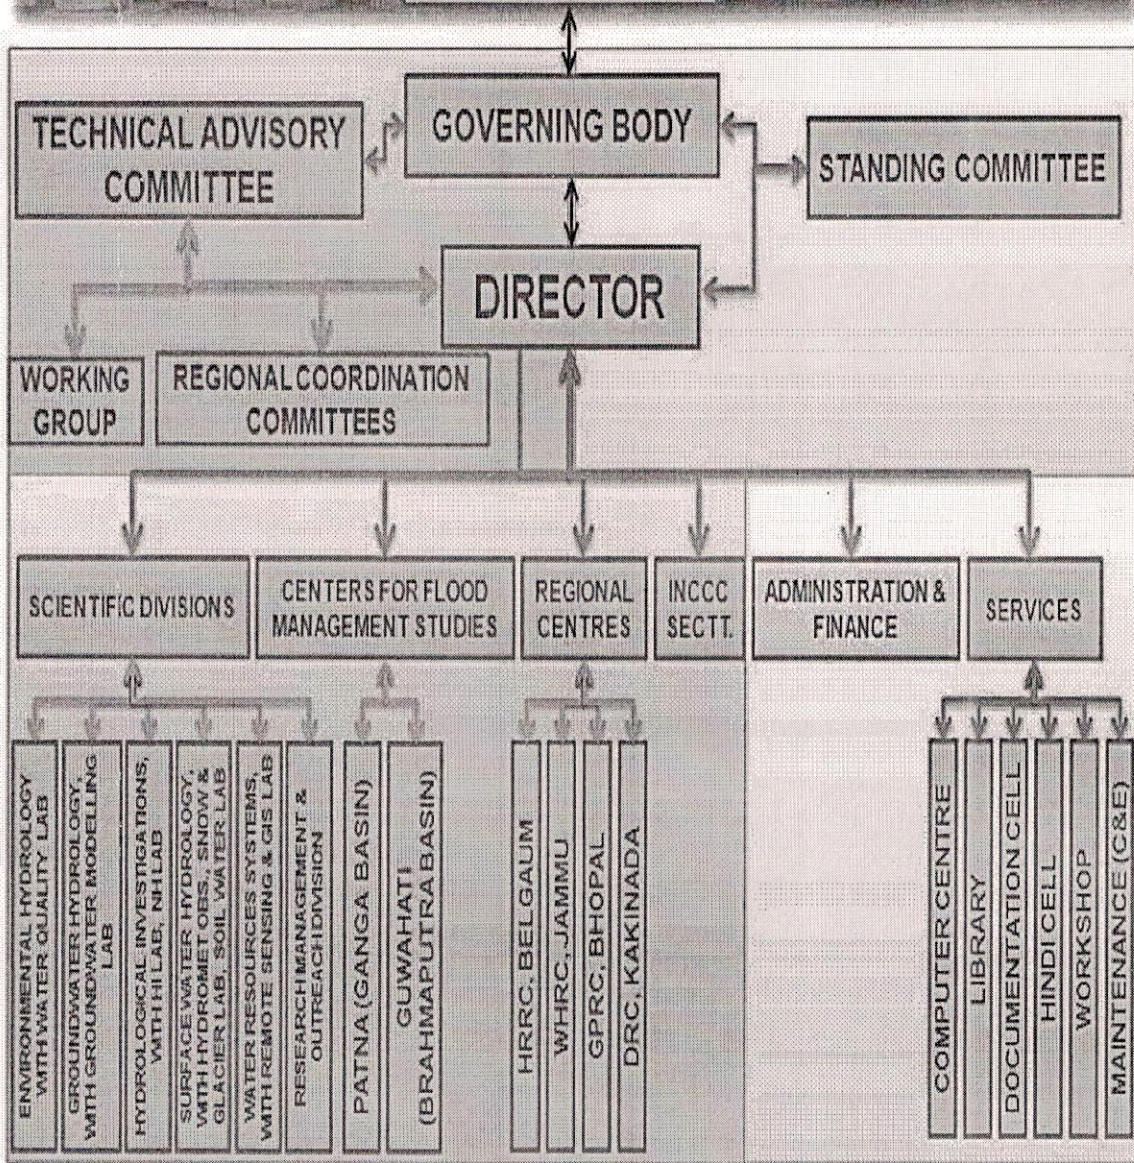 TECHNICAL ADVISORY
COMMITTEE
GOVERNING BODY
STANDING COMMITTEE
DIRECTOR
WORKING
GROUP
REGIONAL COORDINATION
COMMITTEES
SCIENTIFIC DIVISIONS
CENTERS FOR FLOOD
MANAGEMENT STUDIES
REGIONAL
CENTRES
INCCC
SECTT.
ADMINISTRATION &
FINANCE
SERVICES
ENVIRONMENTAL HYDROLOGY
WITH WATER QUALITY LAB
GROUNDWATER HYDROLOGY,
WITH GROUNDWATER MODELLING
LAB
HYDROLOGICAL INVESTIGATIONS,
WITH HI LAB, NH LAB
SURFACE WATER HYDROLOGY,
WITH HYDROMET OBS., SNOW &
GLACIER LAB, SOIL WATER LAB
WATER RESOURCES SYSTEMS,
WITH REMOTE SENSING & GIS LAB
RESEARCH MANAGEMENT &
OUTREACH DIVISION
PATNA (GANGA BASIN)
GUWAHATI
(BRAHMAPUTRA BASIN)
HRRC, BELGAUM
WHRC, JAMMU
GPRC, BHOPAL
DRC, KAKINADA
COMPUTER CENTRE
LIBRARY
DOCUMENTATION CELL
HINDI CELL
WORKSHOP
MAINTENANCE (C&E)